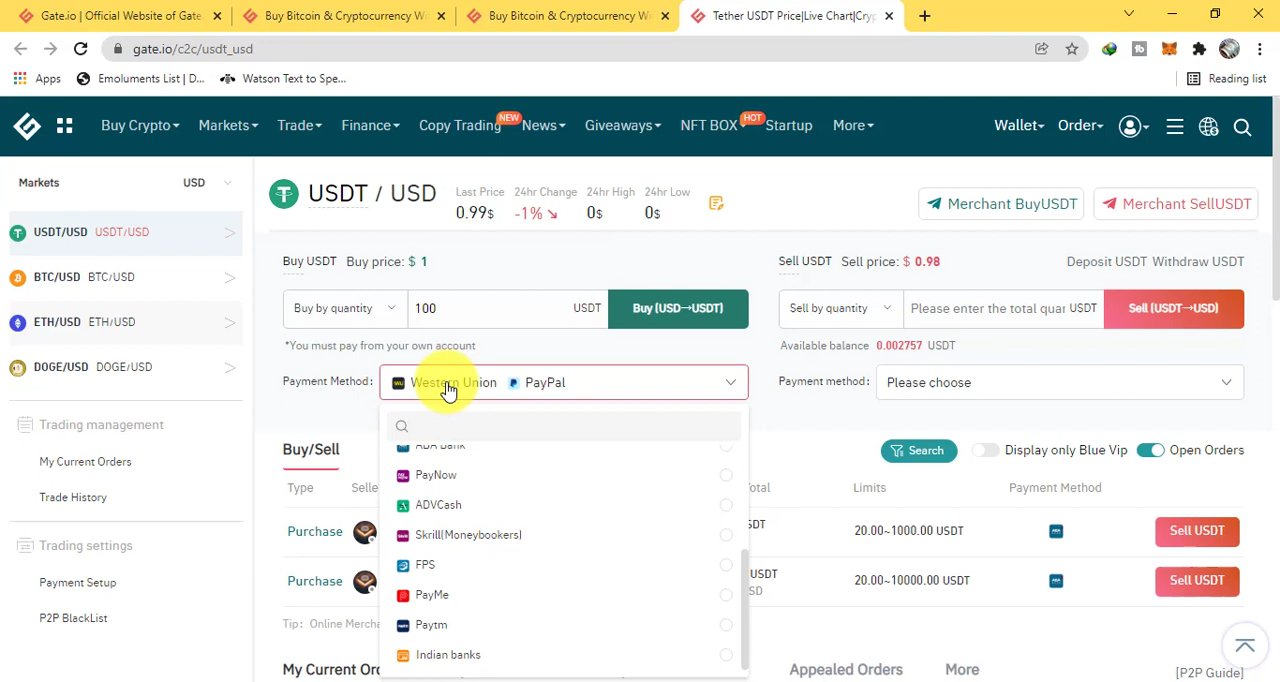 Gate.io | Official Website of Gate
Buy Bitcoin & Cryptocurrency W
Buy Bitcoin & Cryptocurrency W
Tether USDT Price|Live Chart|Cryp
gate.io/c2c/usdt_usd
Apps
Emoluments List | D...
Watson Text to Spe...
Reading list
Buy Crypto
Markets
Trade
Finance
Copy Trading
NEW
News
Giveaways
NFT BOX
HOT
Startup
More
Wallet
Order
Markets
USD
USDT/USD USDT/USD
BTC/USD BTC/USD
ETH/USD ETH/USD
DOGE/USD DOGE/USD
Trading management
My Current Orders
Trade History
Trading settings
Payment Setup
P2P BlackList
USDT / USD
Last Price 24hr Change 24hr High 24hr Low
0.99$ -1% ↘ 0$ 0$
Merchant BuyUSDT
Merchant SellUSDT
Buy USDT Buy price: $ 1
Buy by quantity
100
USDT
Buy (USD→USDT)
*You must pay from your own account
Payment Method:
Western Union PayPal
Sell USDT Sell price: $ 0.98
Deposit USDT Withdraw USDT
Sell by quantity
Please enter the total quar USDT
Sell (USDT→USD)
Available balance 0.002757 USDT
Payment method:
Please choose
ABA Bank
PayNow
ADVCash
Skrill(Moneybookers)
FPS
PayMe
Paytm
Indian banks
Buy/Sell
Search
Display only Blue Vip
Open Orders
Type Selle otal Limits Payment Method
Purchase SDT 20.00~1000.00 USDT Sell USDT
Purchase USDT SD 20.00~10000.00 USDT Sell USDT
Tip: Online Mercha
My Current Ord
Appealed Orders
More
[P2P Guide]